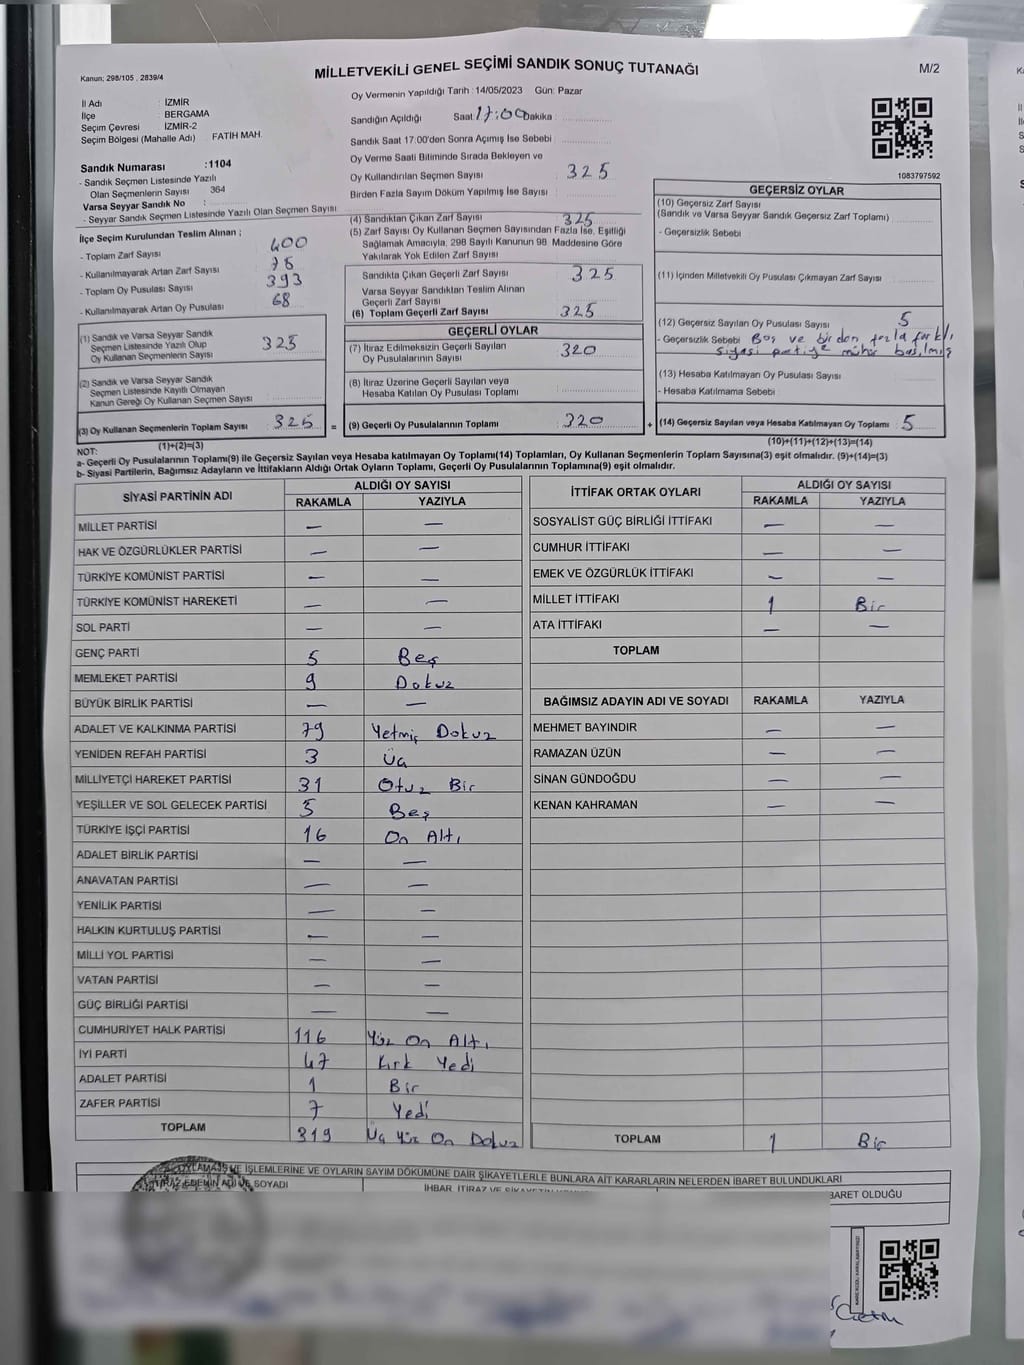 Kanun: 298/105 , 2839/4
MİLLETVEKİLİ GENEL SEÇİMİ SANDIK SONUÇ TUTANAĞI
M/2
İl Adı : İZMİR
İlçe : BERGAMA
Seçim Çevresi : İZMİR-2
Seçim Bölgesi (Mahalle Adı) FATİH MAH.
Sandık Numarası :1104
- Sandık Seçmen Listesinde Yazılı
Olan Seçmenlerin Sayısı 364
Varsa Seyyar Sandık No :
- Seyyar Sandık Seçmen Listesinde Yazılı Olan Seçmen Sayısı
İlçe Seçim Kurulundan Teslim Alınan ;
- Toplam Zarf Sayısı 400
- Kullanılmayarak Artan Zarf Sayısı 75
- Toplam Oy Pusulası Sayısı 393
- Kullanılmayarak Artan Oy Pusulası 68
(1) Sandık ve Varsa Seyyar Sandık
Seçmen Listesinde Yazılı Olup
Oy Kullanan Seçmenlerin Sayısı 325
(2) Sandık ve Varsa Seyyar Sandık
Seçmen Listesinde Kayıtlı Olmayan
Kanun Gereği Oy Kullanan Seçmen Sayısı
(3) Oy Kullanan Seçmenlerin Toplam Sayısı : 325 =
(1)+(2)=(3)
Oy Vermenin Yapıldığı Tarih : 14/05/2023 Gün: Pazar
Sandığın Açıldığı Saat 17:00 Dakika :
Sandık Saat 17:00'den Sonra Açımış İse Sebebi :
Oy Verme Saati Bitiminde Sırada Bekleyen ve
Oy Kullandırılan Seçmen Sayısı 325
Birden Fazla Sayım Döküm Yapılmış İse Sayısı
(4) Sandıktan Çıkan Zarf Sayısı 325
(5) Zarf Sayısı Oy Kullanan Seçmen Sayısından Fazla İse, Eşitliği
Sağlamak Amacıyla, 298 Sayılı Kanunun 98 Maddesine Göre
Yakılarak Yok Edilen Zarf Sayısı
Sandıkta Çıkan Geçerli Zarf Sayısı 325
Varsa Seyyar Sandıktan Teslim Alınan
Geçerli Zarf Sayısı
(6) Toplam Geçerli Zarf Sayısı 325
GEÇERLİ OYLAR
(7) İtiraz Edilmeksizin Geçerli Sayılan
Oy Pusulalarının Sayısı 320
(8) İtiraz Üzerine Geçerli Sayılan veya
Hesaba Katılan Oy Pusulası Toplamı
(9) Geçerli Oy Pusulalarının Toplamı 320 +
1083797592
GEÇERSİZ OYLAR
(10) Geçersiz Zarf Sayısı
(Sandık ve Varsa Seyyar Sandık Geçersiz Zarf Toplamı)
- Geçersizlik Sebebi
(11) İçinden Milletvekili Oy Pusulası Çıkmayan Zarf Sayısı
(12) Geçersiz Sayılan Oy Pusulası Sayısı 5
- Geçersizlik Sebebi Boş ve birden fazla farklı
siyasi partiye mühür basılmış
(13) Hesaba Katılmayan Oy Pusulası Sayısı
- Hesaba Katılmama Sebebi
(14) Geçersiz Sayılan veya Hesaba Katılmayan Oy Toplamı : 5
(10)+(11)+(12)+(13)=(14)
NOT:
a- Geçerli Oy Pusulalarının Toplamı(9) ile Geçersiz Sayılan veya Hesaba katılmayan Oy Toplamı(14) Toplamları, Oy Kullanan Seçmenlerin Toplam Sayısına(3) eşit olmalıdır. (9)+(14)=(3)
b- Siyasi Partilerin, Bağımsız Adayların ve İttifakların Aldığı Ortak Oyların Toplamı, Geçerli Oy Pusulalarının Toplamına(9) eşit olmalıdır.
SİYASİ PARTİNİN ADI ALDIĞI OY SAYISI
RAKAMLA YAZIYLA
MİLLET PARTİSİ — —
HAK VE ÖZGÜRLÜKLER PARTİSİ — —
TÜRKİYE KOMÜNİST PARTİSİ — —
TÜRKİYE KOMÜNİST HAREKETİ — —
SOL PARTİ — —
GENÇ PARTİ 5 Beş
MEMLEKET PARTİSİ 9 Dokuz
BÜYÜK BİRLİK PARTİSİ — —
ADALET VE KALKINMA PARTİSİ 79 Yetmiş Dokuz
YENİDEN REFAH PARTİSİ 3 Üç
MİLLİYETÇİ HAREKET PARTİSİ 31 Otuz Bir
YEŞİLLER VE SOL GELECEK PARTİSİ 5 Beş
TÜRKİYE İŞÇİ PARTİSİ 16 On Altı
ADALET BİRLİK PARTİSİ — —
ANAVATAN PARTİSİ — —
YENİLİK PARTİSİ — —
HALKIN KURTULUŞ PARTİSİ — —
MİLLİ YOL PARTİSİ — —
VATAN PARTİSİ — —
GÜÇ BİRLİĞİ PARTİSİ — —
CUMHURİYET HALK PARTİSİ 116 Yüz On Altı
İYİ PARTİ 47 Kırk Yedi
ADALET PARTİSİ 1 Bir
ZAFER PARTİSİ 7 Yedi
TOPLAM 319 Üç Yüz On Dokuz
İTTİFAK ORTAK OYLARI ALDIĞI OY SAYISI
RAKAMLA YAZIYLA
SOSYALİST GÜÇ BİRLİĞİ İTTİFAKI — —
CUMHUR İTTİFAKI — —
EMEK VE ÖZGÜRLÜK İTTİFAKI — —
MİLLET İTTİFAKI 1 Bir
ATA İTTİFAKI — —
TOPLAM
BAĞIMSIZ ADAYIN ADI VE SOYADI RAKAMLA YAZIYLA
MEHMET BAYINDIR — —
RAMAZAN ÜZÜN — —
SİNAN GÜNDOĞDU — —
KENAN KAHRAMAN — —
TOPLAM 1 Bir
OYLAMA İŞ VE İŞLEMLERİNE VE OYLARIN SAYIM DÖKÜMÜNE DAİR ŞİKAYETLERLE BUNLARA AİT KARARLARIN NELERDEN İBARET BULUNDUKLARI
İTİRAZ EDENİN ADI VE SOYADI
BARET OLDUĞU